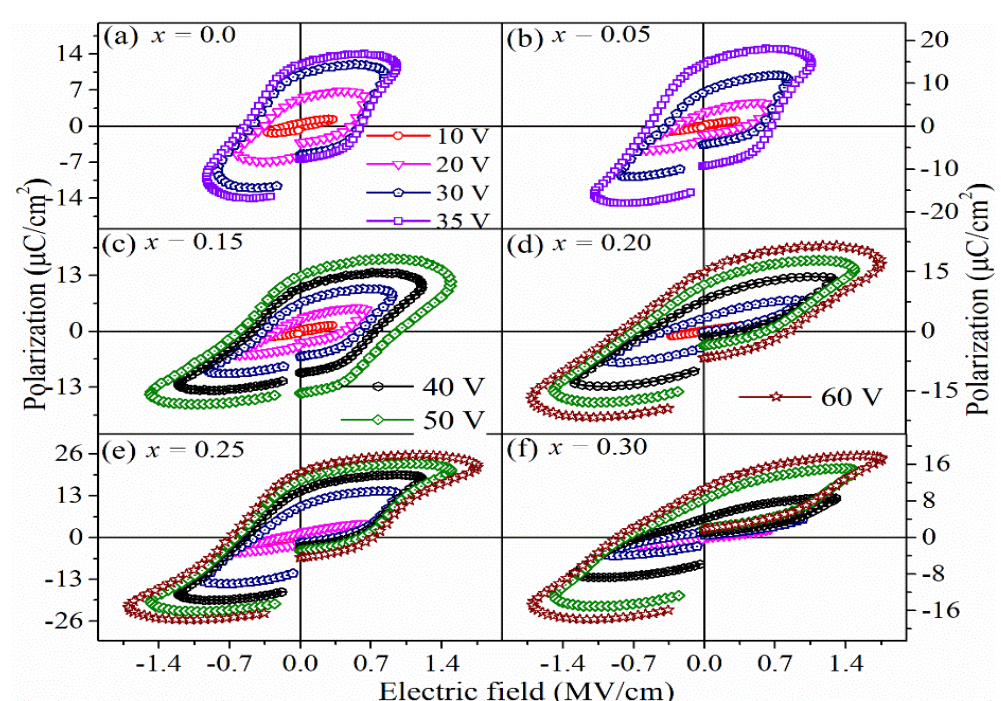 (a) x = 0.0
(b) x − 0.05
14
7
0
-7
14
20
10
0
-10
-20
10 V
20 V
30 V
35 V
(c) x − 0.15
(d) x = 0.20
13
0
13
15
0
-15
40 V
50 V
60 V
(e) x = 0.25
(f) x − 0.30
26
13
0
-13
-26
16
8
0
-8
-16
-1.4 -0.7 0.0 0.7 1.4
-0.7 0.0 0.7 1.4
Electric field (MV/cm)
Polarization (µC/cm²)
Polarization (µC/cm²)